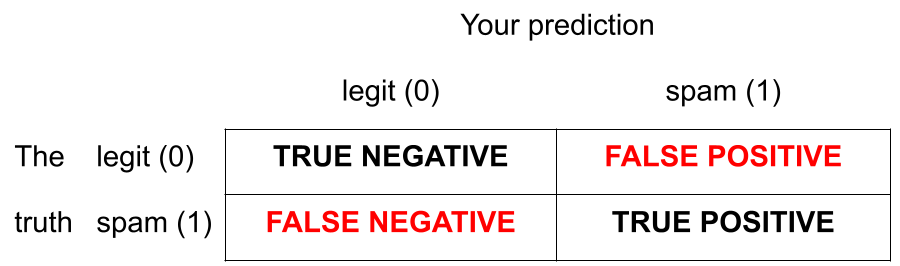 Your prediction
legit (0) spam (1)
The legit (0) TRUE NEGATIVE FALSE POSITIVE
truth spam (1) FALSE NEGATIVE TRUE POSITIVE